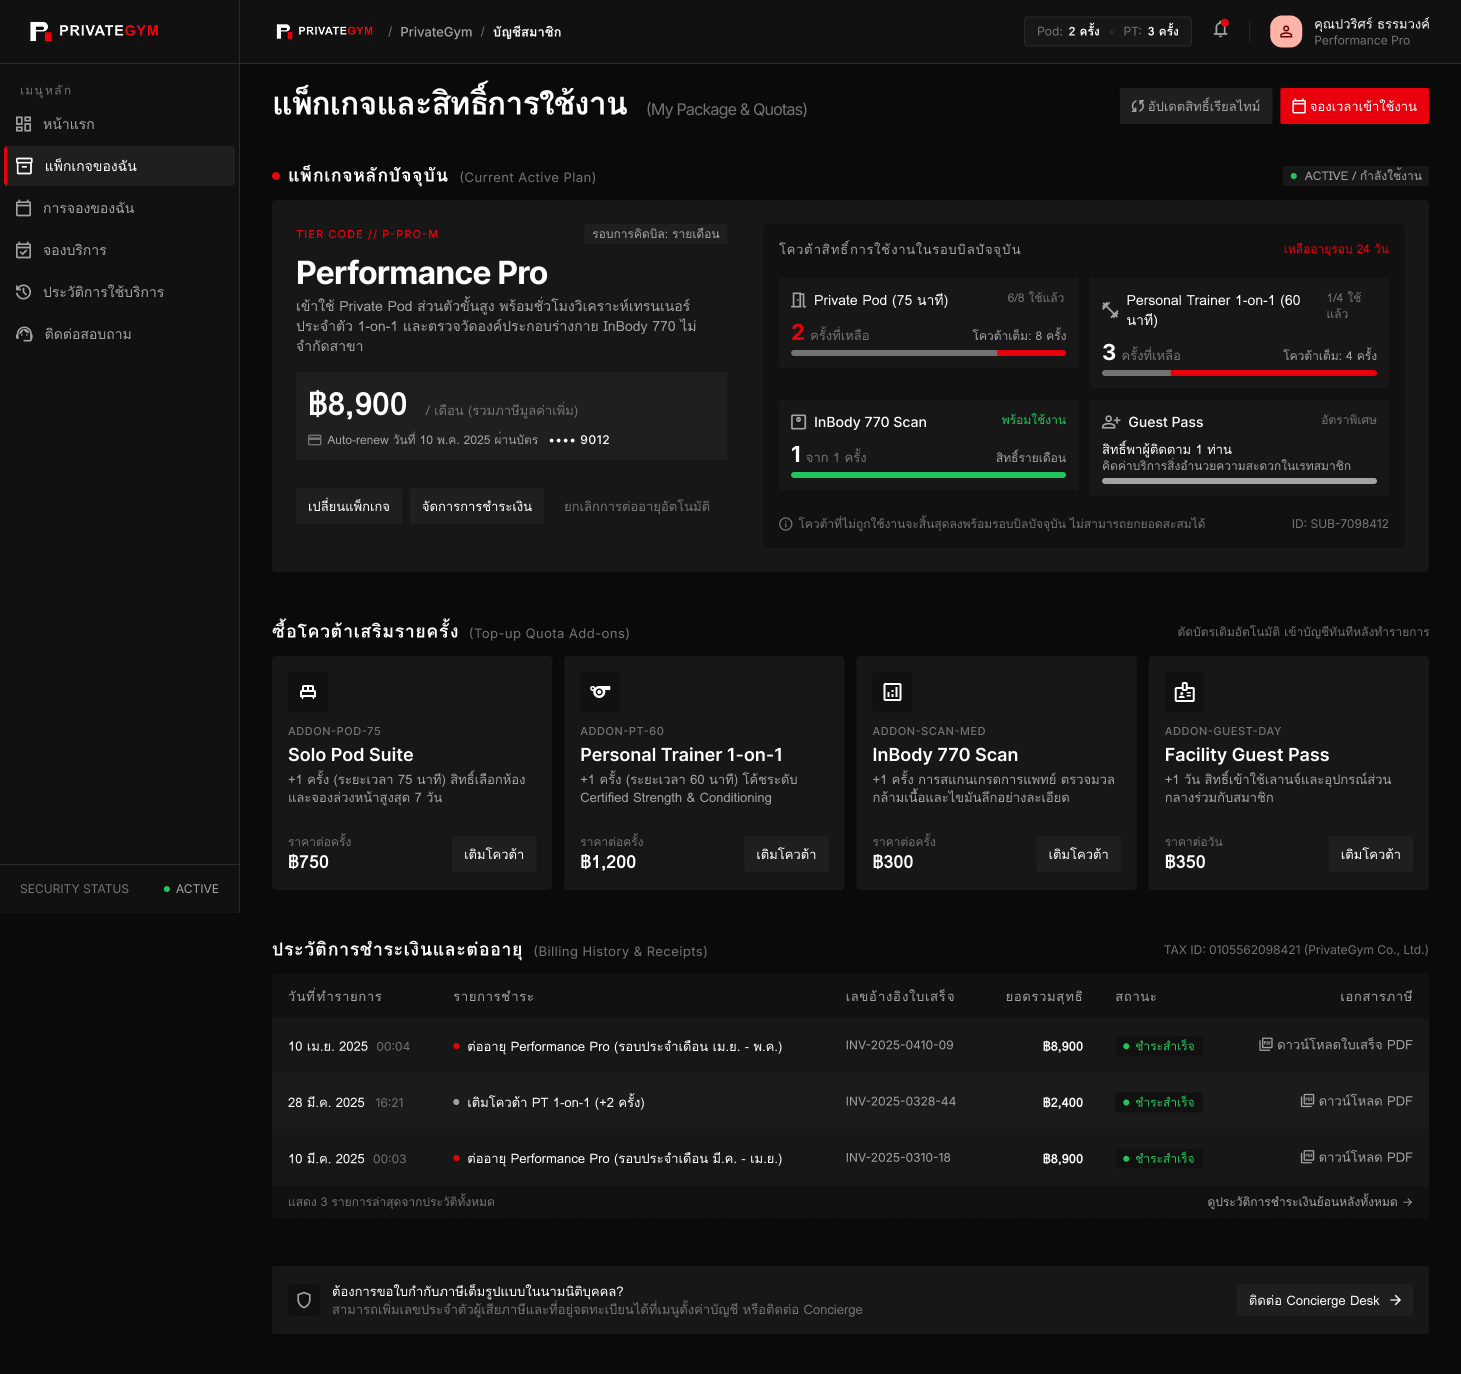 PRIVATEGYM
PRIVATEGYM / PrivateGym / บัญชีสมาชิก
Pod: 2 ครั้ง PT: 3 ครั้ง
คุณปวริศร์ ธรรมวงค์
Performance Pro
เมนูหลัก
หน้าแรก
แพ็กเกจของฉัน
การจองของฉัน
จองบริการ
ประวัติการใช้บริการ
ติดต่อสอบถาม
SECURITY STATUS ACTIVE
แพ็กเกจและสิทธิ์การใช้งาน (My Package & Quotas)
อัปเดตสิทธิ์เรียลไทม์
จองเวลาเข้าใช้งาน
แพ็กเกจหลักปัจจุบัน (Current Active Plan)
ACTIVE / กำลังใช้งาน
TIER CODE // P-PRO-M
รอบการคิดบิล: รายเดือน
Performance Pro
เข้าใช้ Private Pod ส่วนตัวขั้นสูง พร้อมชั่วโมงวิเคราะห์เทรนเนอร์
ประจำตัว 1-on-1 และตรวจวัดองค์ประกอบร่างกาย InBody 770 ไม่
จำกัดสาขา
฿8,900 / เดือน (รวมภาษีมูลค่าเพิ่ม)
Auto-renew วันที่ 10 พ.ค. 2025 ผ่านบัตร •••• 9012
เปลี่ยนแพ็กเกจ
จัดการการชำระเงิน
ยกเลิกการต่ออายุอัตโนมัติ
โควต้าสิทธิ์การใช้งานในรอบบิลปัจจุบัน
เหลืออายุรอบ 24 วัน
Private Pod (75 นาที) 6/8 ใช้แล้ว
2 ครั้งที่เหลือ โควต้าเต็ม: 8 ครั้ง
Personal Trainer 1-on-1 (60 1/4 ใช้
นาที) แล้ว
3 ครั้งที่เหลือ โควต้าเต็ม: 4 ครั้ง
InBody 770 Scan พร้อมใช้งาน
1 จาก 1 ครั้ง สิทธิ์รายเดือน
Guest Pass อัตราพิเศษ
สิทธิ์พาผู้ติดตาม 1 ท่าน
คิดค่าบริการสิ่งอำนวยความสะดวกในเรทสมาชิก
โควต้าที่ไม่ถูกใช้งานจะสิ้นสุดลงพร้อมรอบบิลปัจจุบัน ไม่สามารถยกยอดสะสมได้
ID: SUB-7098412
ซื้อโควต้าเสริมรายครั้ง (Top-up Quota Add-ons)
ตัดบัตรเดิมอัตโนมัติ เข้าบัญชีทันทีหลังทำรายการ
ADDON-POD-75
Solo Pod Suite
+1 ครั้ง (ระยะเวลา 75 นาที) สิทธิ์เลือกห้อง
และจองล่วงหน้าสูงสุด 7 วัน
ราคาต่อครั้ง
฿750
เติมโควต้า
ADDON-PT-60
Personal Trainer 1-on-1
+1 ครั้ง (ระยะเวลา 60 นาที) โค้ชระดับ
Certified Strength & Conditioning
ราคาต่อครั้ง
฿1,200
เติมโควต้า
ADDON-SCAN-MED
InBody 770 Scan
+1 ครั้ง การสแกนเกรดการแพทย์ ตรวจมวล
กล้ามเนื้อและไขมันลึกอย่างละเอียด
ราคาต่อครั้ง
฿300
เติมโควต้า
ADDON-GUEST-DAY
Facility Guest Pass
+1 วัน สิทธิ์เข้าใช้เลานจ์และอุปกรณ์ส่วน
กลางร่วมกับสมาชิก
ราคาต่อวัน
฿350
เติมโควต้า
ประวัติการชำระเงินและต่ออายุ (Billing History & Receipts)
TAX ID: 0105562098421 (PrivateGym Co., Ltd.)
วันที่ทำรายการ รายการชำระ เลขอ้างอิงใบเสร็จ ยอดรวมสุทธิ สถานะ เอกสารภาษี
10 เม.ย. 2025 00:04 ต่ออายุ Performance Pro (รอบประจำเดือน เม.ย. - พ.ค.) INV-2025-0410-09 ฿8,900 ชำระสำเร็จ ดาวน์โหลดใบเสร็จ PDF
28 มี.ค. 2025 16:21 เติมโควต้า PT 1-on-1 (+2 ครั้ง) INV-2025-0328-44 ฿2,400 ชำระสำเร็จ ดาวน์โหลด PDF
10 มี.ค. 2025 00:03 ต่ออายุ Performance Pro (รอบประจำเดือน มี.ค. - เม.ย.) INV-2025-0310-18 ฿8,900 ชำระสำเร็จ ดาวน์โหลด PDF
แสดง 3 รายการล่าสุดจากประวัติทั้งหมด
ดูประวัติการชำระเงินย้อนหลังทั้งหมด →
ต้องการขอใบกำกับภาษีเต็มรูปแบบในนามนิติบุคคล?
สามารถเพิ่มเลขประจำตัวผู้เสียภาษีและที่อยู่จดทะเบียนได้ที่เมนูตั้งค่าบัญชี หรือติดต่อ Concierge
ติดต่อ Concierge Desk →